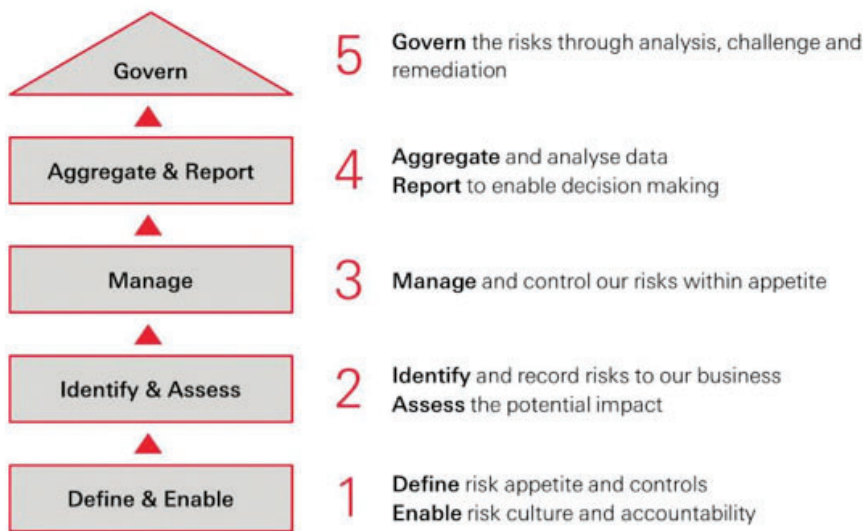 Govern
5
Govern the risks through analysis, challenge and
remediation
Aggregate & Report
4
Aggregate and analyse data
Report to enable decision making
Manage
3
Manage and control our risks within appetite
Identify & Assess
2
Identify and record risks to our business
Assess the potential impact
Define & Enable
1
Define risk appetite and controls
Enable risk culture and accountability